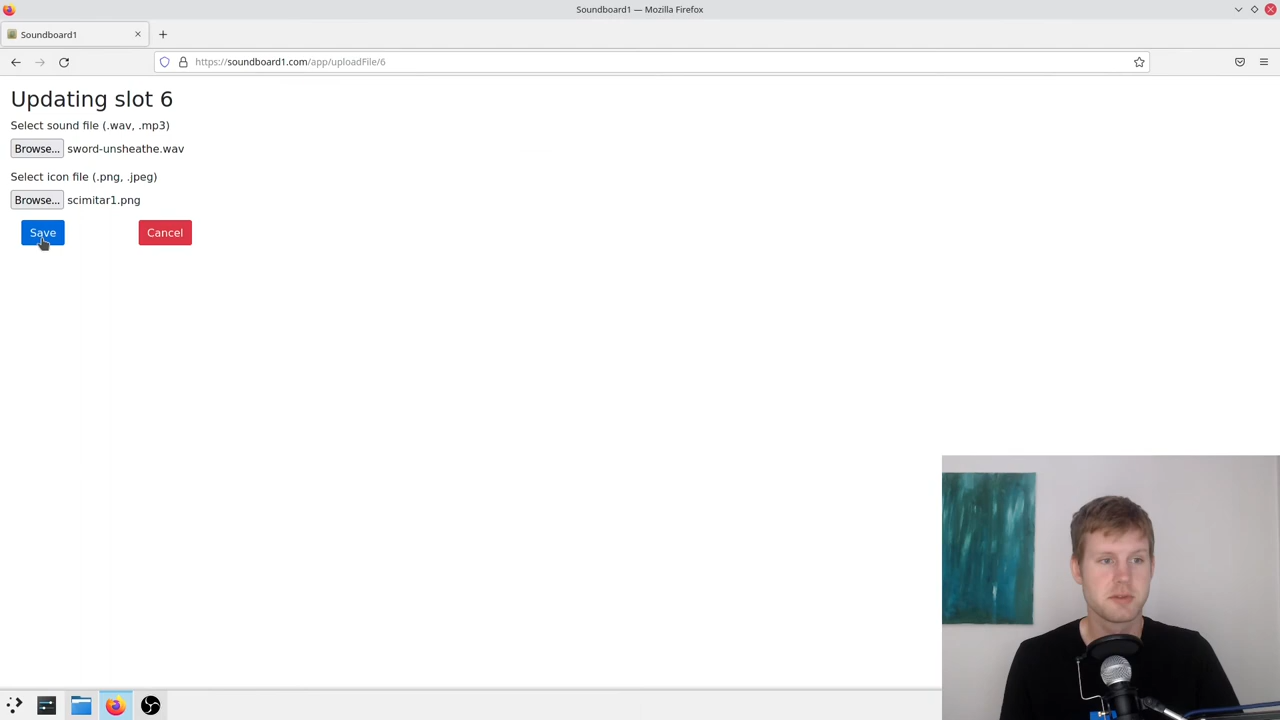 Soundboard1 — Mozilla Firefox
Soundboard1
https://soundboard1.com/app/uploadFile/6
Updating slot 6
Select sound file (.wav, .mp3)
Browse... sword-unsheathe.wav
Select icon file (.png, .jpeg)
Browse... scimitar1.png
Save Cancel